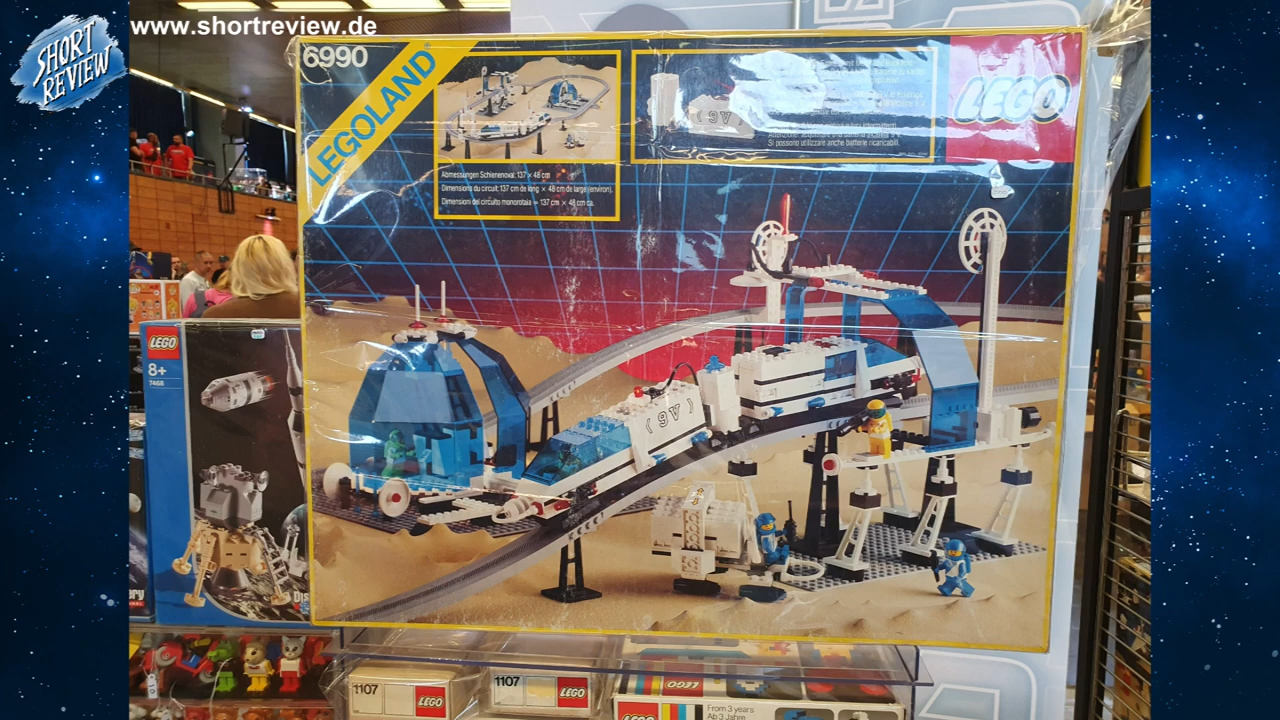 www.shortreview.de
SHORT
REVIEW
6990
LEGOLAND®
Abmessungen Schienenoval: 137 × 48 cm
Dimensions du circuit: 137 cm de long × 48 cm de large (environ).
Dimensioni del circuito monorotaia = 137 cm × 48 cm ca.
9V
Si possono utilizzare anche batterie ricaricabili.
LEGO
9V
LEGO
8+
7468
1107
LEGO
1107
LEGO
LEGO
LEGO
From 3 years
Ab 3 Jahre